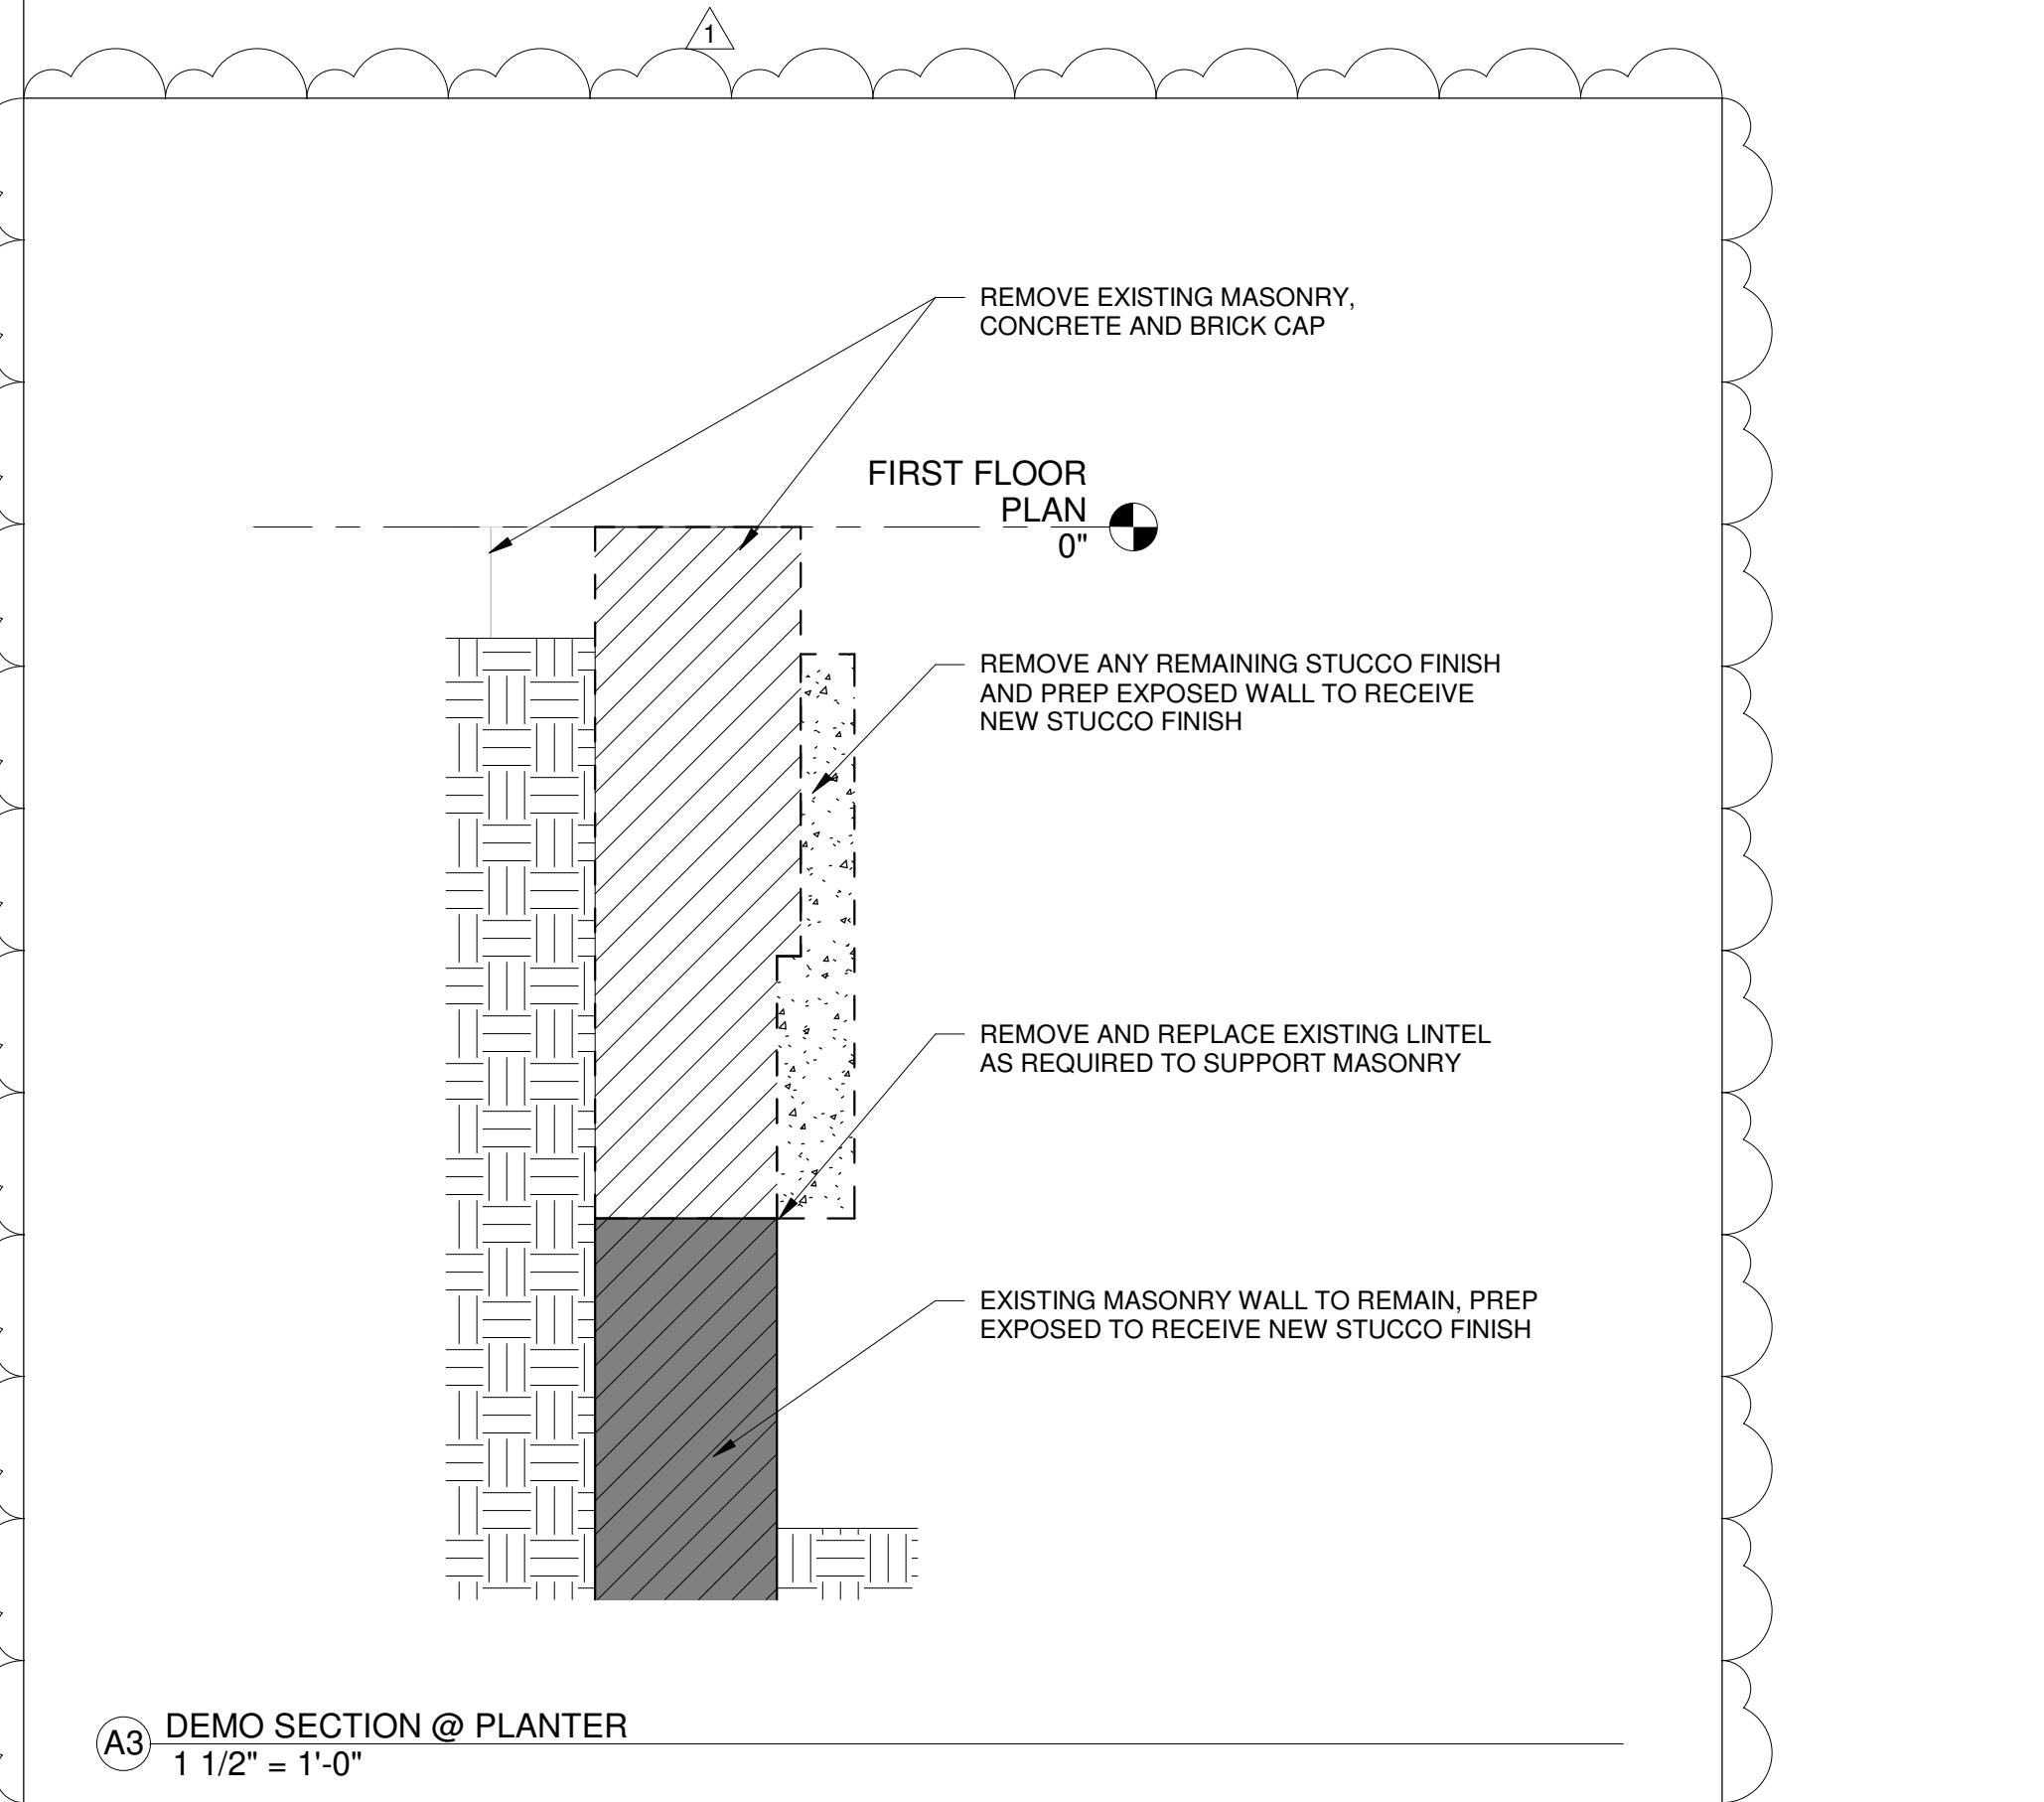 1
REMOVE EXISTING MASONRY,
CONCRETE AND BRICK CAP
FIRST FLOOR
PLAN
0"
REMOVE ANY REMAINING STUCCO FINISH
AND PREP EXPOSED WALL TO RECEIVE
NEW STUCCO FINISH
REMOVE AND REPLACE EXISTING LINTEL
AS REQUIRED TO SUPPORT MASONRY
EXISTING MASONRY WALL TO REMAIN, PREP
EXPOSED TO RECEIVE NEW STUCCO FINISH
A3 DEMO SECTION @ PLANTER
1 1/2" = 1'-0"